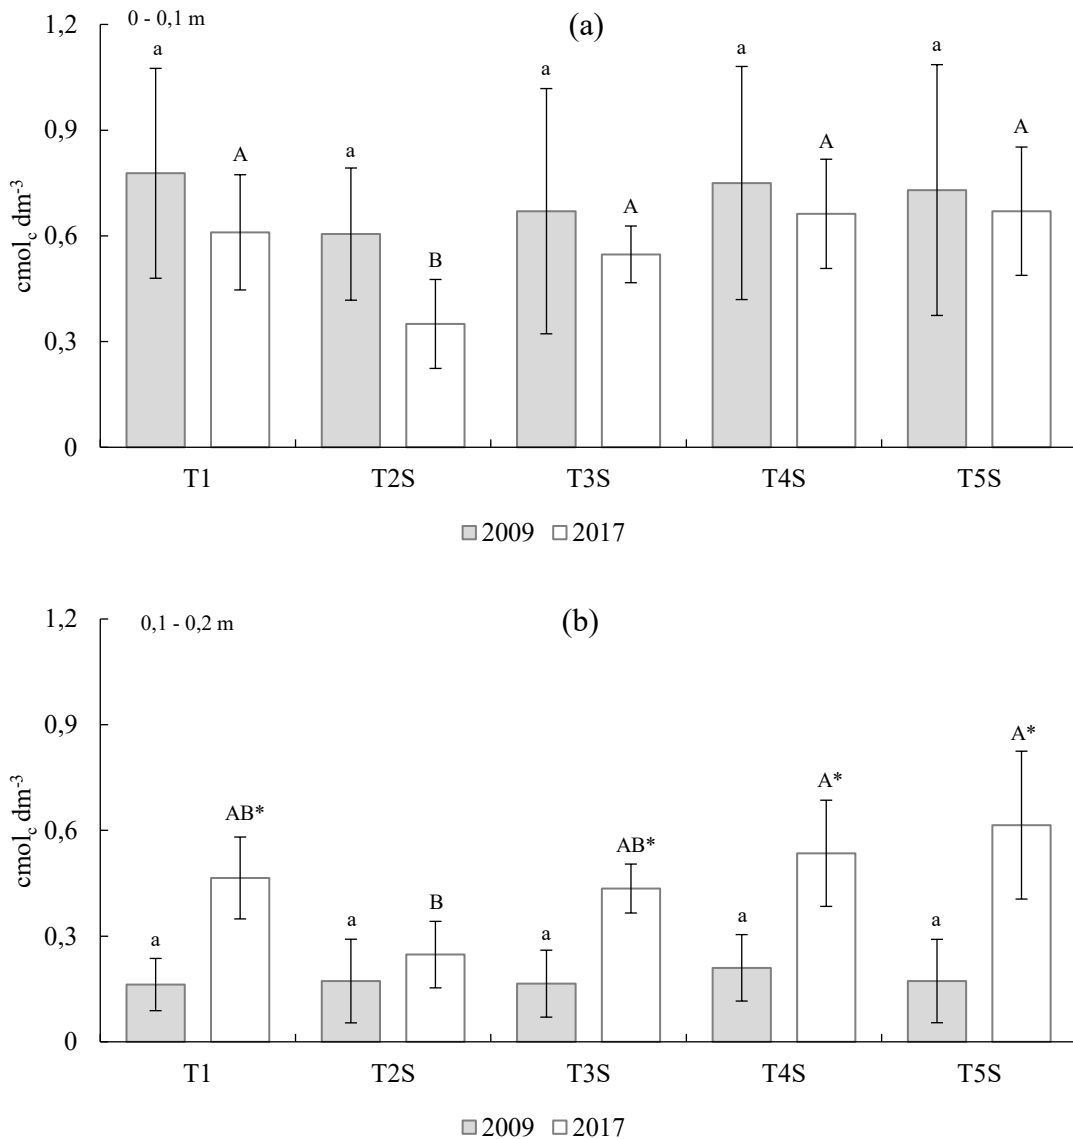 0 - 0,1 m
(a)
1,2
0,9
0,6
0,3
0
cmolc dm-3
a
A
a
B
a
A
a
A
a
A
T1
T2S
T3S
T4S
T5S
2009
2017
0,1 - 0,2 m
(b)
1,2
0,9
0,6
0,3
0
cmolc dm-3
a
AB*
a
B
a
AB*
a
A*
a
A*
T1
T2S
T3S
T4S
T5S
2009
2017